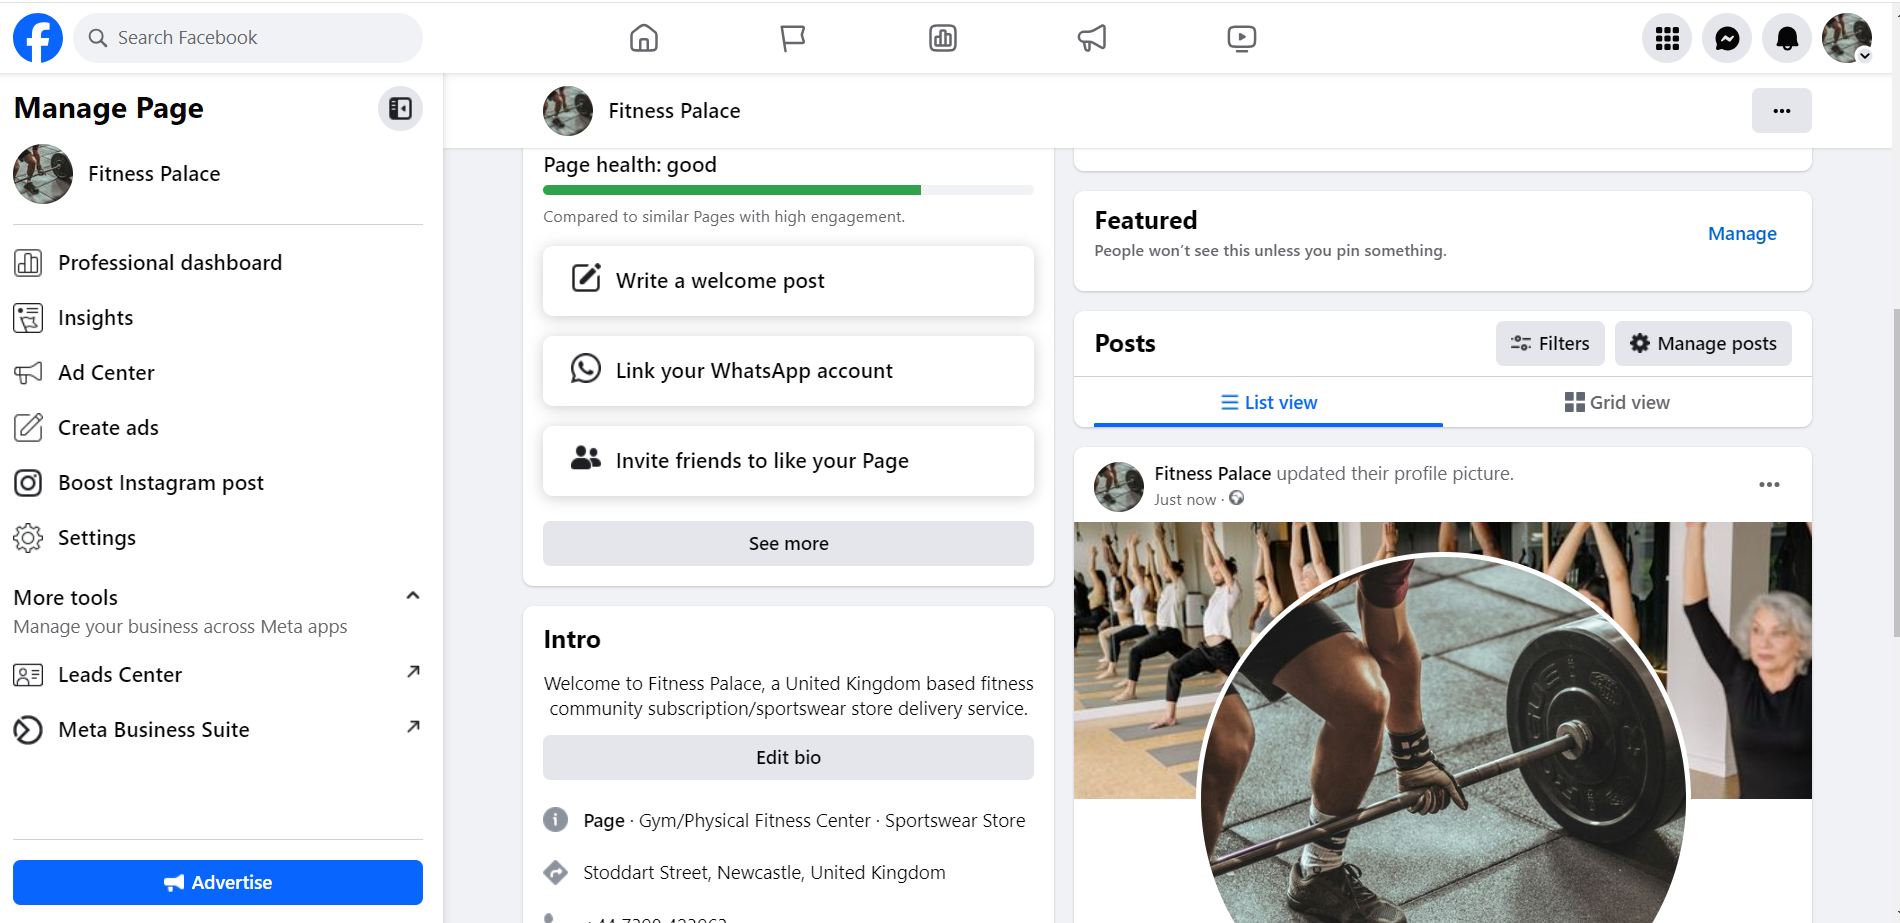 Search Facebook
Manage Page
Fitness Palace
Professional dashboard
Insights
Ad Center
Create ads
Boost Instagram post
Settings
More tools
Manage your business across Meta apps
Leads Center
Meta Business Suite
Advertise
Fitness Palace
Page health: good
Compared to similar Pages with high engagement.
Write a welcome post
Link your WhatsApp account
Invite friends to like your Page
See more
Intro
Welcome to Fitness Palace, a United Kingdom based fitness
community subscription/sportswear store delivery service.
Edit bio
Page · Gym/Physical Fitness Center · Sportswear Store
Stoddart Street, Newcastle, United Kingdom
Featured
People won't see this unless you pin something.
Manage
Posts
Filters
Manage posts
List view
Grid view
Fitness Palace updated their profile picture.
Just now ·